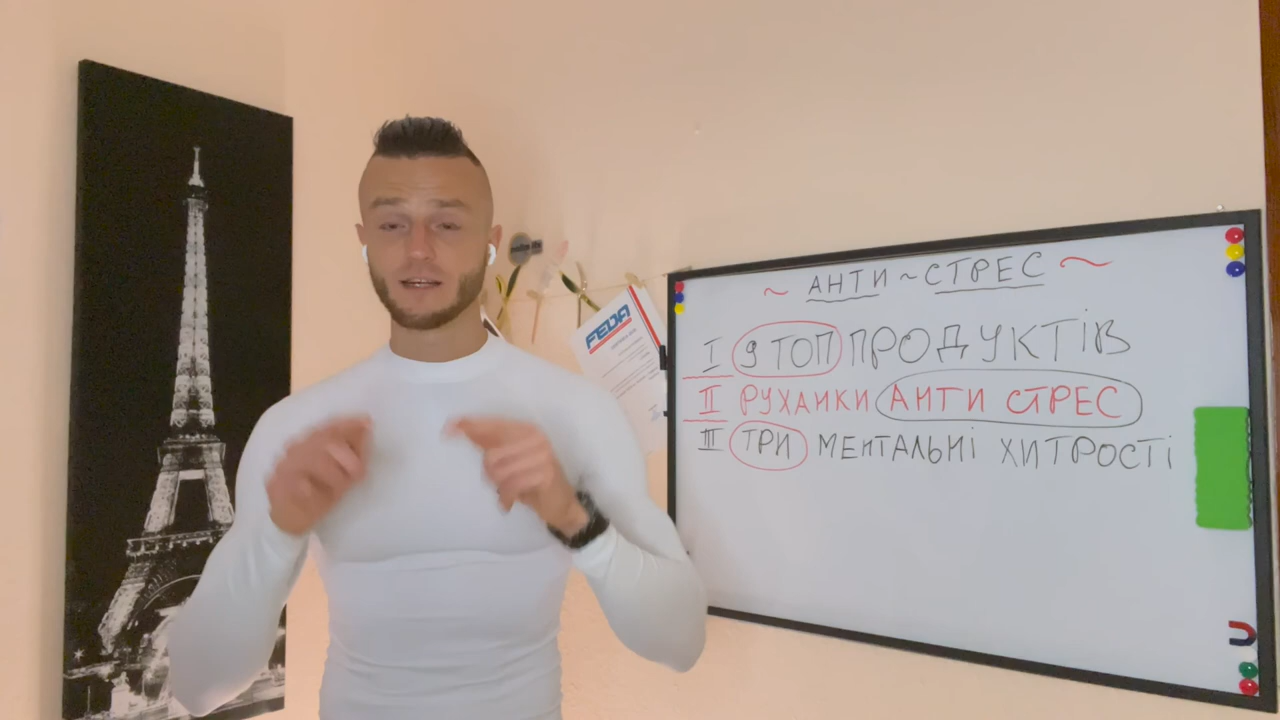 FEDA
~ АНТИ ~ СТРЕС ~
I 9 ТОП ПРОДУКТІВ
II РУХАНКИ АНТИ СТРЕС
III ТРИ МЕНТАЛЬНІ ХИТРОСТІ